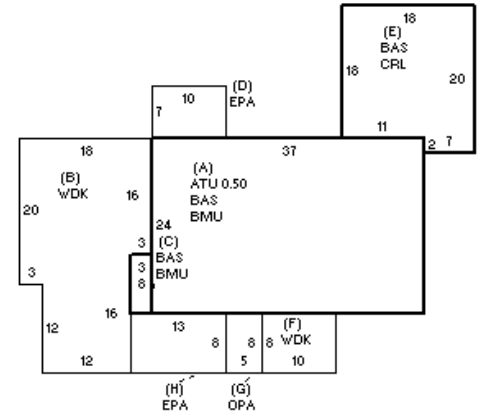 18
(E)
BAS
CRL
18
20
11
2
7
(D)
EPA
10
7
18
(B)
WDK
16
20
3
3
16
12
12
37
(A)
ATU 0.50
BAS
BMU
24
(C)
BAS
BMU
3
8
13
8
8
5
8
(F)
WDK
10
(H)
EPA
(G)
OPA